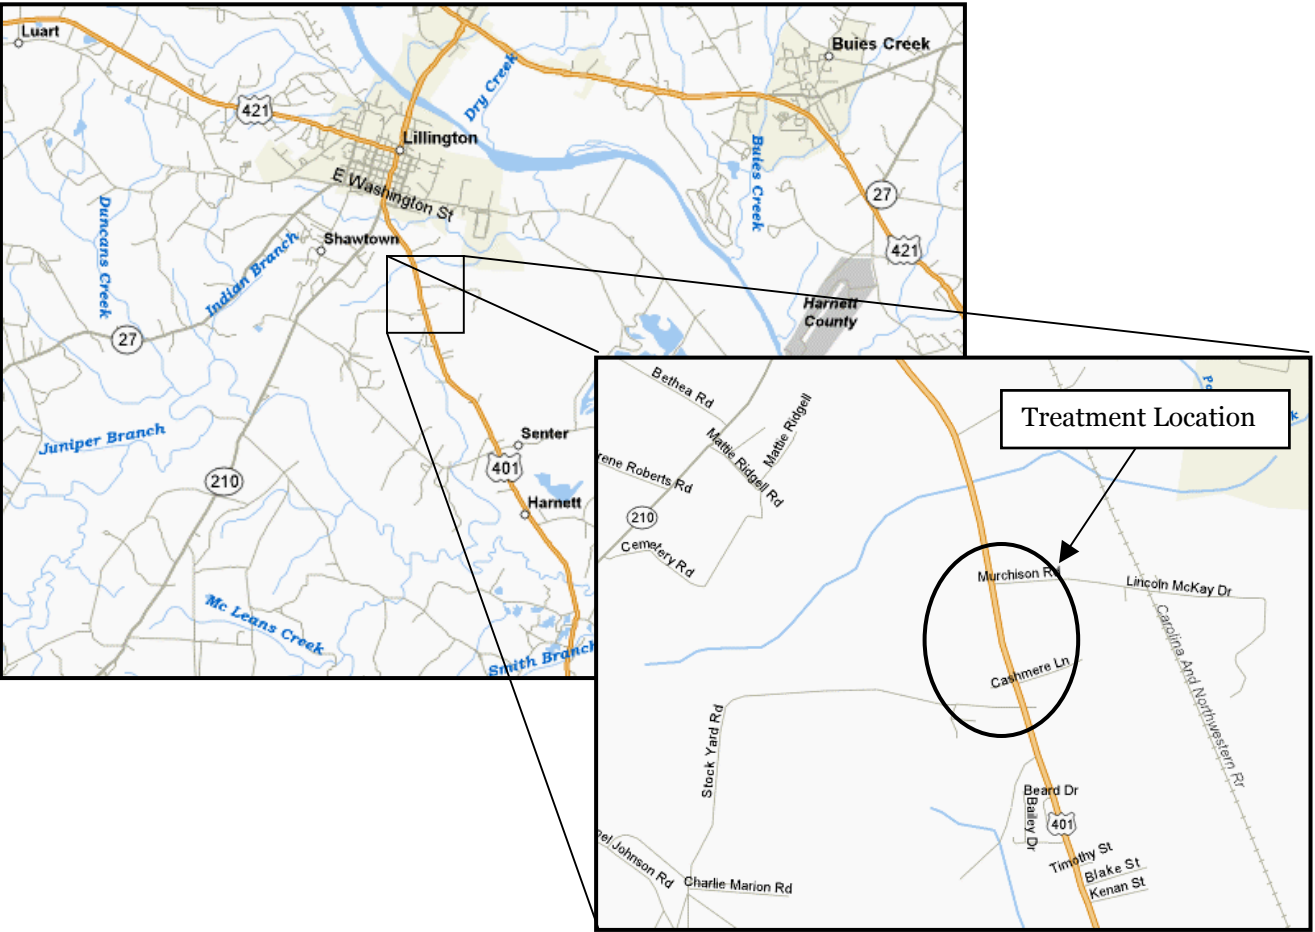 Luart
Buies Creek
Dry Creek
421
Lillington
Buies Creek
E Washington St
27
Duncans Creek
Shawtown
421
Indian Branch
Harnett
County
27
Juniper Branch
Senter
401
210
Harnett
Mc Leans Creek
Smith Branch
Bethea Rd
Treatment Location
Mattie Ridgell
Mattie Ridgell Rd
rene Roberts Rd
210
Cemetery Rd
Murchison Rd
Lincoln McKay Dr
Carolina And Northwestern Rr
Cashmere Ln
Stock Yard Rd
Beard Dr
Bailey Dr
401
Timothy St
Blake St
Kenan St
el Johnson Rd
Charlie Marion Rd